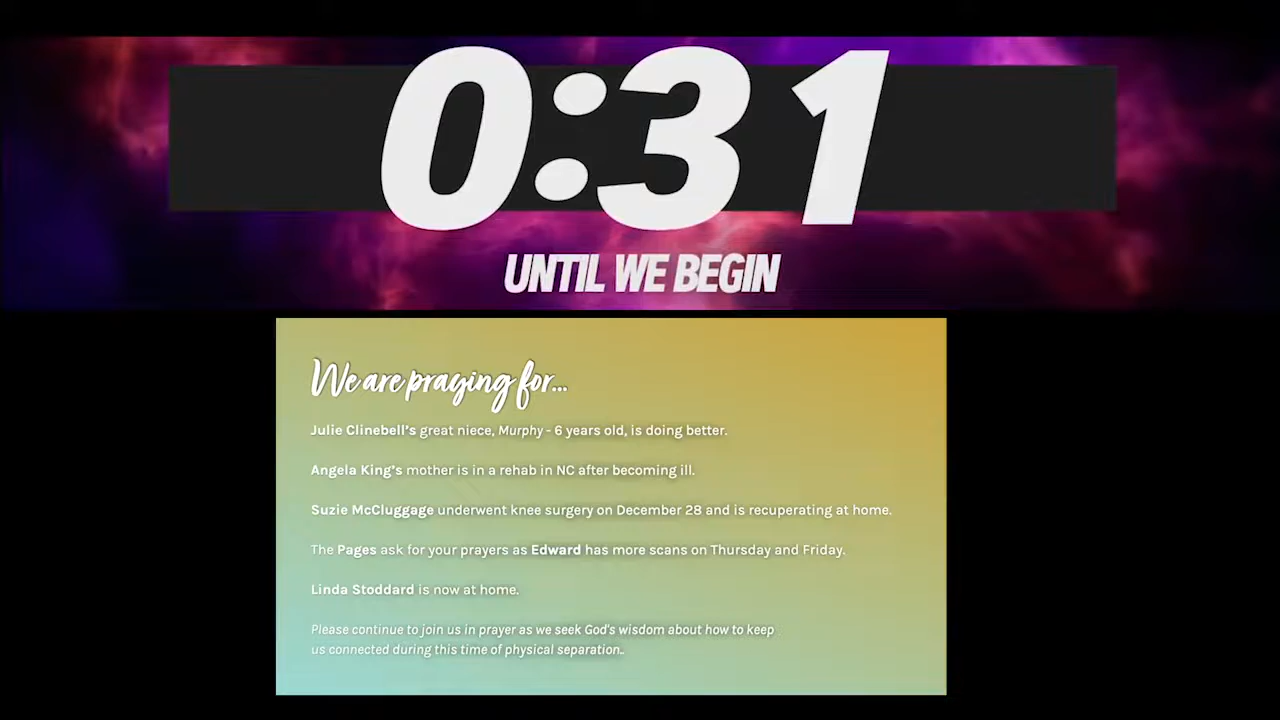 0:31
UNTIL WE BEGIN
We are praying for...
Julie Clinebell's great niece, Murphy - 6 years old, is doing better.
Angela King's mother is in a rehab in NC after becoming ill.
Suzie McCluggage underwent knee surgery on December 28 and is recuperating at home.
The Pages ask for your prayers as Edward has more scans on Thursday and Friday.
Linda Stoddard is now at home.
Please continue to join us in prayer as we seek God's wisdom about how to keep
us connected during this time of physical separation..